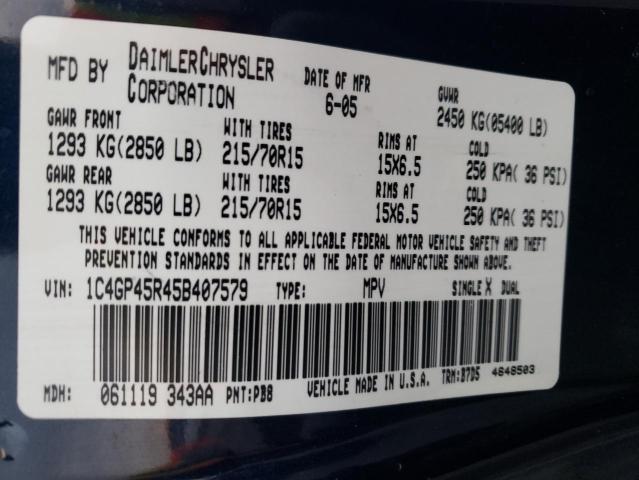 MFD BY DAIMLERCHRYSLER CORPORATION DATE OF MFR 6-05 GVWR 2450 KG(05400 LB)
GAWR FRONT WITH TIRES RIMS AT COLD
1293 KG(2850 LB) 215/70R15 15X6.5 250 KPA( 36 PSI)
GAWR REAR WITH TIRES RIMS AT COLD
1293 KG(2850 LB) 215/70R15 15X6.5 250 KPA( 36 PSI)
THIS VEHICLE CONFORMS TO ALL APPLICABLE FEDERAL MOTOR VEHICLE SAFETY AND THEFT
PREVENTION STANDARDS IN EFFECT ON THE DATE OF MANUFACTURE SHOWN ABOVE.
VIN: 1C4GP45R45B407579 TYPE: MPV SINGLE X DUAL
MDH: 061119 343AA PNT:PB8 VEHICLE MADE IN U.S.A. TRM:B7D5 4648503